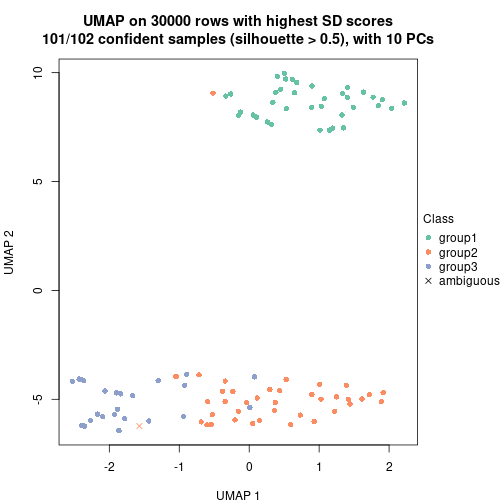 UMAP on 30000 rows with highest SD scores
101/102 confident samples (silhouette > 0.5), with 10 PCs
10
5
0
-5
UMAP 2
-2
-1
0
1
2
UMAP 1
Class
group1
group2
group3
ambiguous